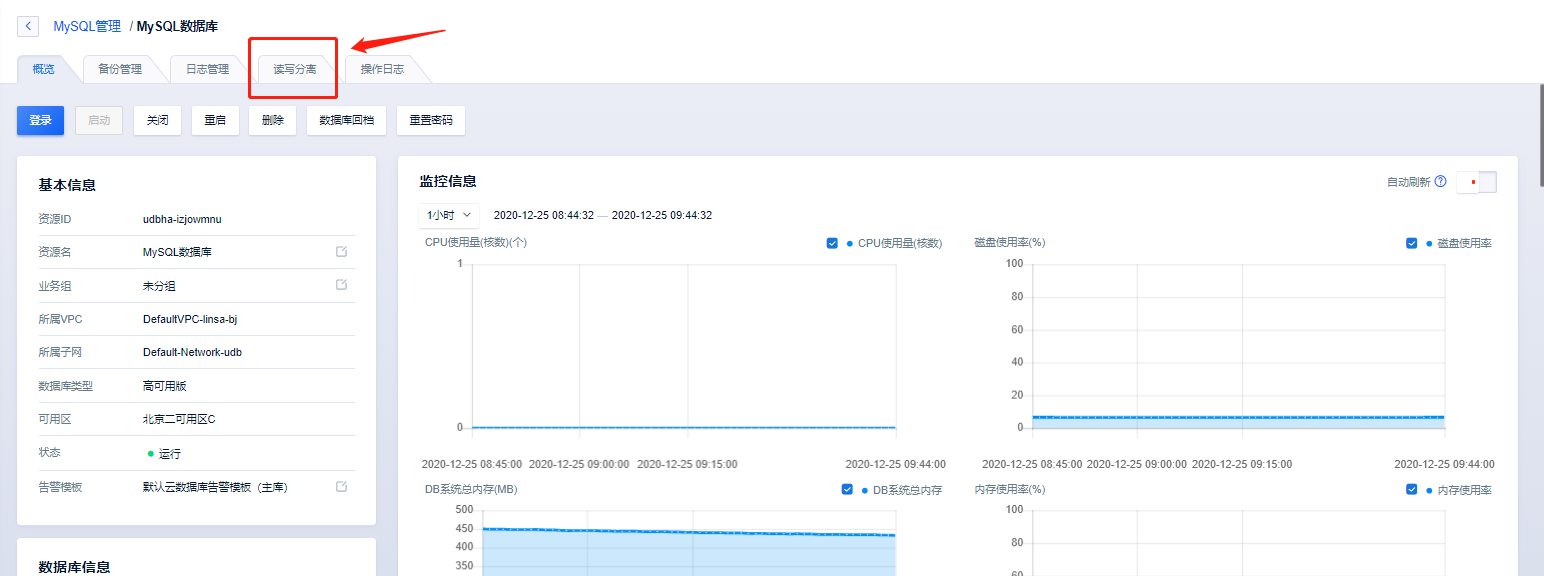 MySQL管理 / MySQL数据库
概览 备份管理 日志管理 读写分离 操作日志
登录 启动 关闭 重启 删除 数据库回档 重置密码
基本信息
资源ID udbha-izjowmnu
资源名 MySQL数据库
业务组 未分组
所属VPC DefaultVPC-linsa-bj
所属子网 Default-Network-udb
数据库类型 高可用版
可用区 北京二可用区C
状态 运行
告警模板 默认云数据库告警模板（主库）
数据库信息
监控信息
自动刷新
1小时 2020-12-25 08:44:32 — 2020-12-25 09:44:32
CPU使用量(核数)(个) CPU使用量(核数)
1
0
2020-12-25 08:45:00 2020-12-25 09:00:00 2020-12-25 09:15:00 2020-12-25 09:44:00
磁盘使用率(%) 磁盘使用率
100
80
60
40
20
0
2020-12-25 08:45:00 2020-12-25 09:00:00 2020-12-25 09:15:00 2020-12-25 09:44:00
DB系统总内存(MB) DB系统总内存
500
450
400
350
内存使用率(%) 内存使用率
100
80
60